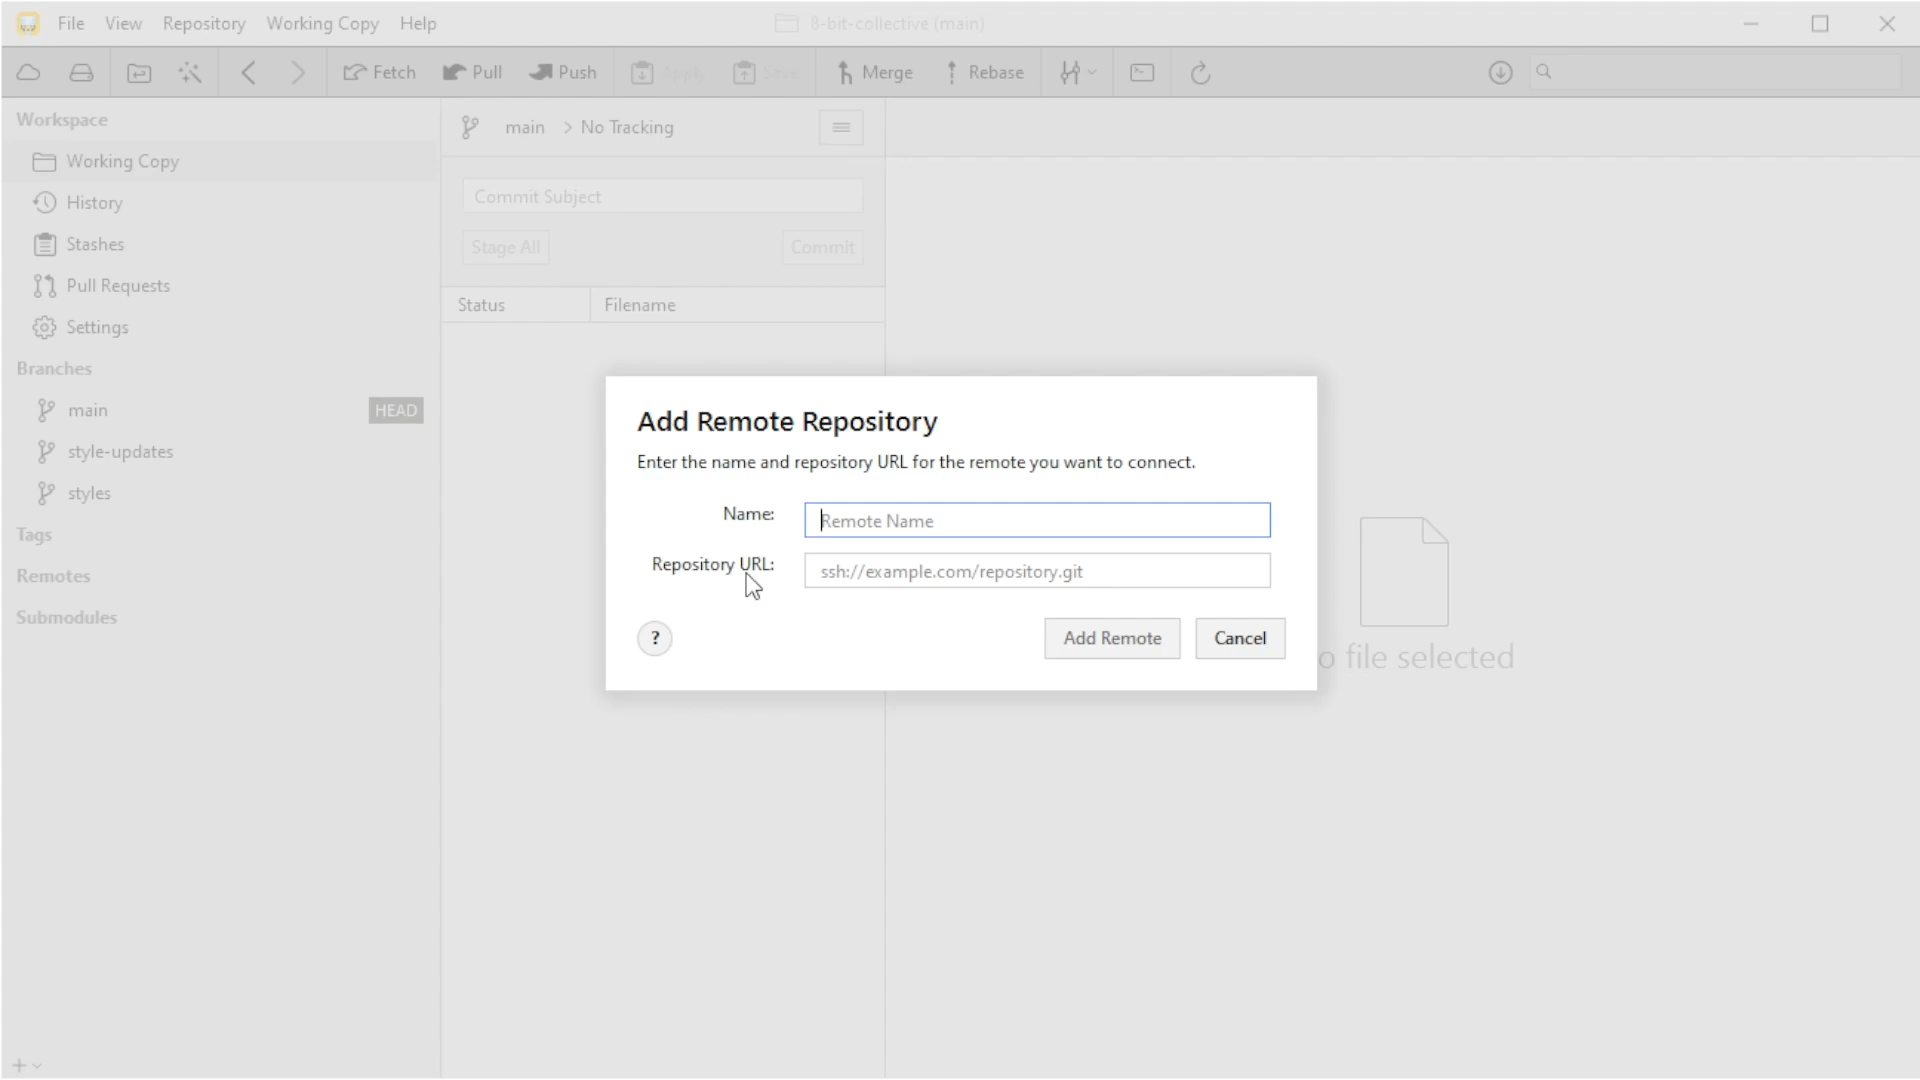 File View Repository Working Copy Help
8-bit-collective (main)
Fetch Pull Push Apply Save Merge Rebase
Workspace
Working Copy
History
Stashes
Pull Requests
Settings
Branches
main HEAD
style-updates
styles
Tags
Remotes
Submodules
main > No Tracking
Commit Subject
Stage All Commit
Status Filename
Add Remote Repository
Enter the name and repository URL for the remote you want to connect.
Name: Remote Name
Repository URL: ssh://example.com/repository.git
? Add Remote Cancel
o file selected